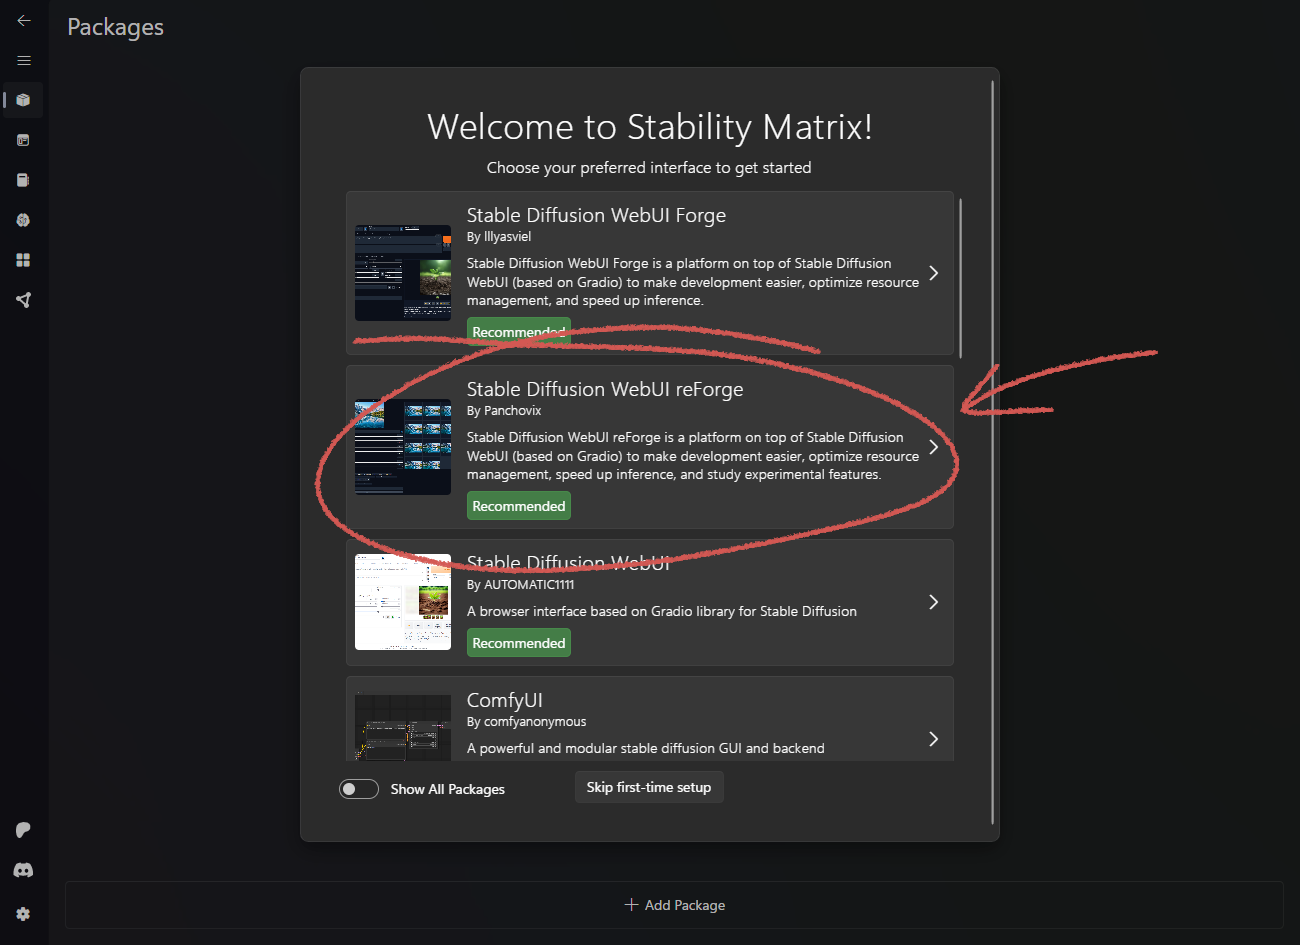 Packages
Welcome to Stability Matrix!
Choose your preferred interface to get started
Stable Diffusion WebUI Forge
By lllyasviel
Stable Diffusion WebUI Forge is a platform on top of Stable Diffusion
WebUI (based on Gradio) to make development easier, optimize resource
management, and speed up inference.
Recommended
Stable Diffusion WebUI reForge
By Panchovix
Stable Diffusion WebUI reForge is a platform on top of Stable Diffusion
WebUI (based on Gradio) to make development easier, optimize resource
management, speed up inference, and study experimental features.
Recommended
Stable Diffusion WebUI
By AUTOMATIC1111
A browser interface based on Gradio library for Stable Diffusion
Recommended
ComfyUI
By comfyanonymous
A powerful and modular stable diffusion GUI and backend
Show All Packages
Skip first-time setup
Add Package